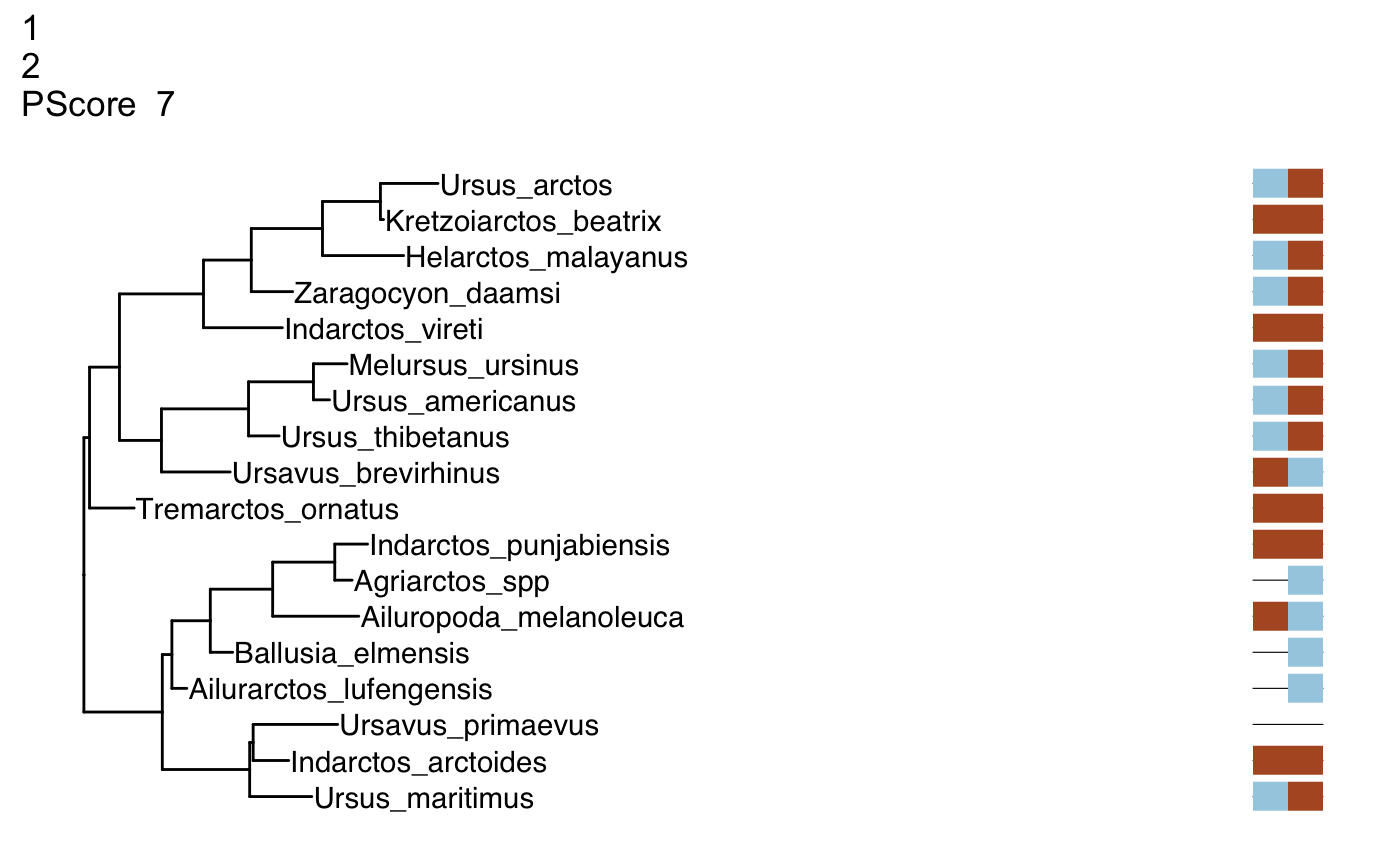 1
2
PScore 7
Ursus_arctos
Kretzoiarctos_beatrix
Helarctos_malayanus
Zaragocyon_daamsi
Indarctos_vireti
Melursus_ursinus
Ursus_americanus
Ursus_thibetanus
Ursavus_brevirhinus
Tremarctos_ornatus
Indarctos_punjabiensis
Agriarctos_spp
Ailuropoda_melanoleuca
Ballusia_elmensis
Ailurarctos_lufengensis
Ursavus_primaevus
Indarctos_arctoides
Ursus_maritimus